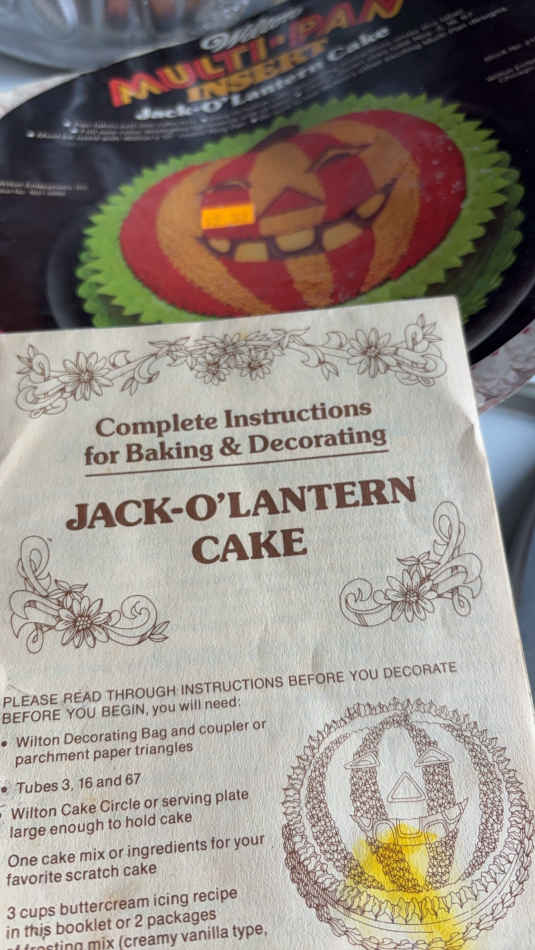 Wilton
MULTI-PAN
INSERT
Jack-O'Lantern Cake
Complete Instructions
for Baking & Decorating
JACK-O'LANTERN
CAKE
PLEASE READ THROUGH INSTRUCTIONS BEFORE YOU DECORATE
BEFORE YOU BEGIN, you will need:
• Wilton Decorating Bag and coupler or
parchment paper triangles
• Tubes 3, 16 and 67
• Wilton Cake Circle or serving plate
large enough to hold cake
One cake mix or ingredients for your
favorite scratch cake
3 cups buttercream icing recipe
in this booklet or 2 packages
of frosting mix (creamy vanilla type,